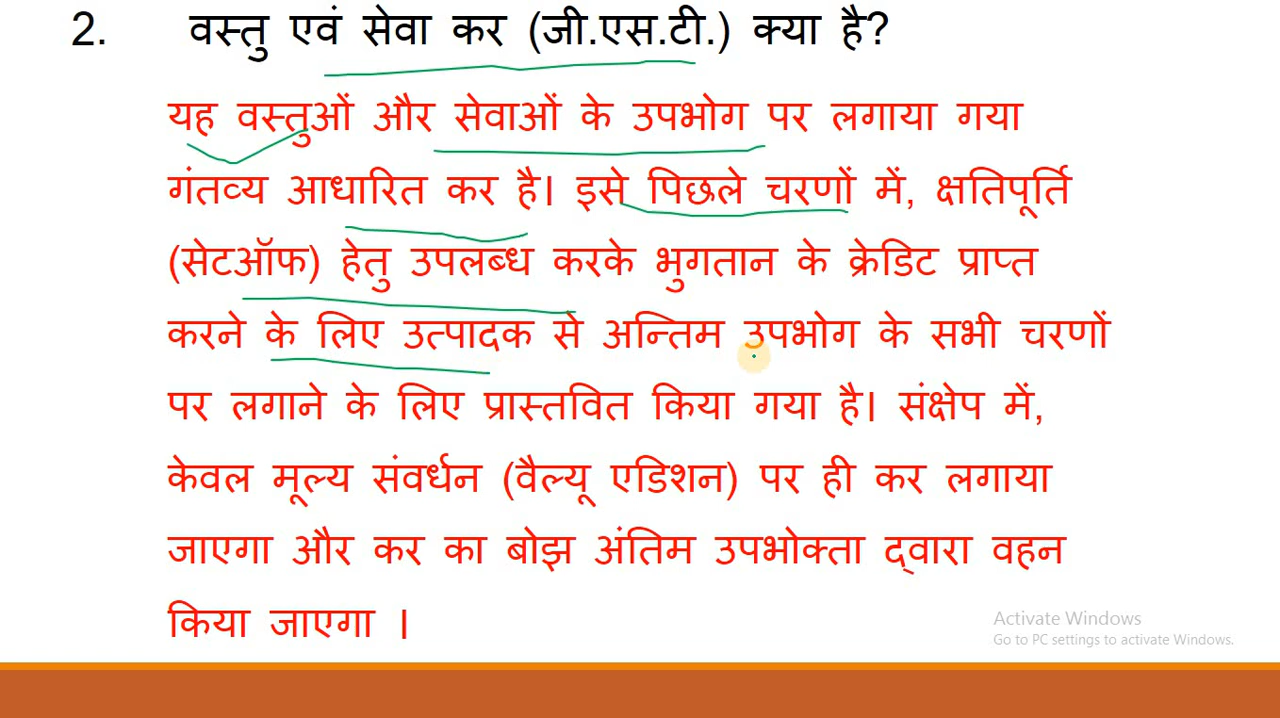 2. वस्तु एवं सेवा कर (जी.एस.टी.) क्या है?
यह वस्तुओं और सेवाओं के उपभोग पर लगाया गया
गंतव्य आधारित कर है। इसे पिछले चरणों में, क्षतिपूर्ति
(सेटऑफ) हेतु उपलब्ध करके भुगतान के क्रेडिट प्राप्त
करने के लिए उत्पादक से अन्तिम उपभोग के सभी चरणों
पर लगाने के लिए प्रास्तवित किया गया है। संक्षेप में,
केवल मूल्य संवर्धन (वैल्यू एडिशन) पर ही कर लगाया
जाएगा और कर का बोझ अंतिम उपभोक्ता द्वारा वहन
किया जाएगा ।
Activate Windows
Go to PC settings to activate Windows.